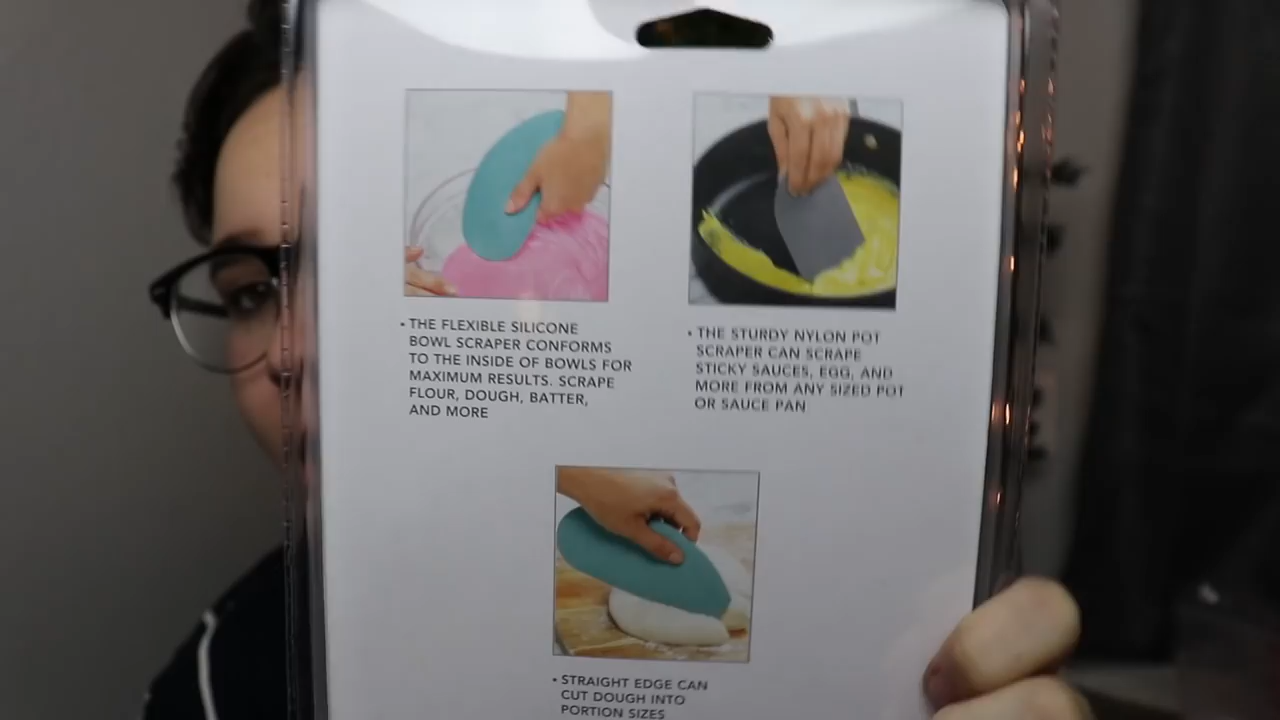 • THE FLEXIBLE SILICONE
BOWL SCRAPER CONFORMS
TO THE INSIDE OF BOWLS FOR
MAXIMUM RESULTS. SCRAPE
FLOUR, DOUGH, BATTER,
AND MORE
• THE STURDY NYLON POT
SCRAPER CAN SCRAPE
STICKY SAUCES, EGG, AND
MORE FROM ANY SIZED POT
OR SAUCE PAN
• STRAIGHT EDGE CAN
CUT DOUGH INTO
PORTION SIZES